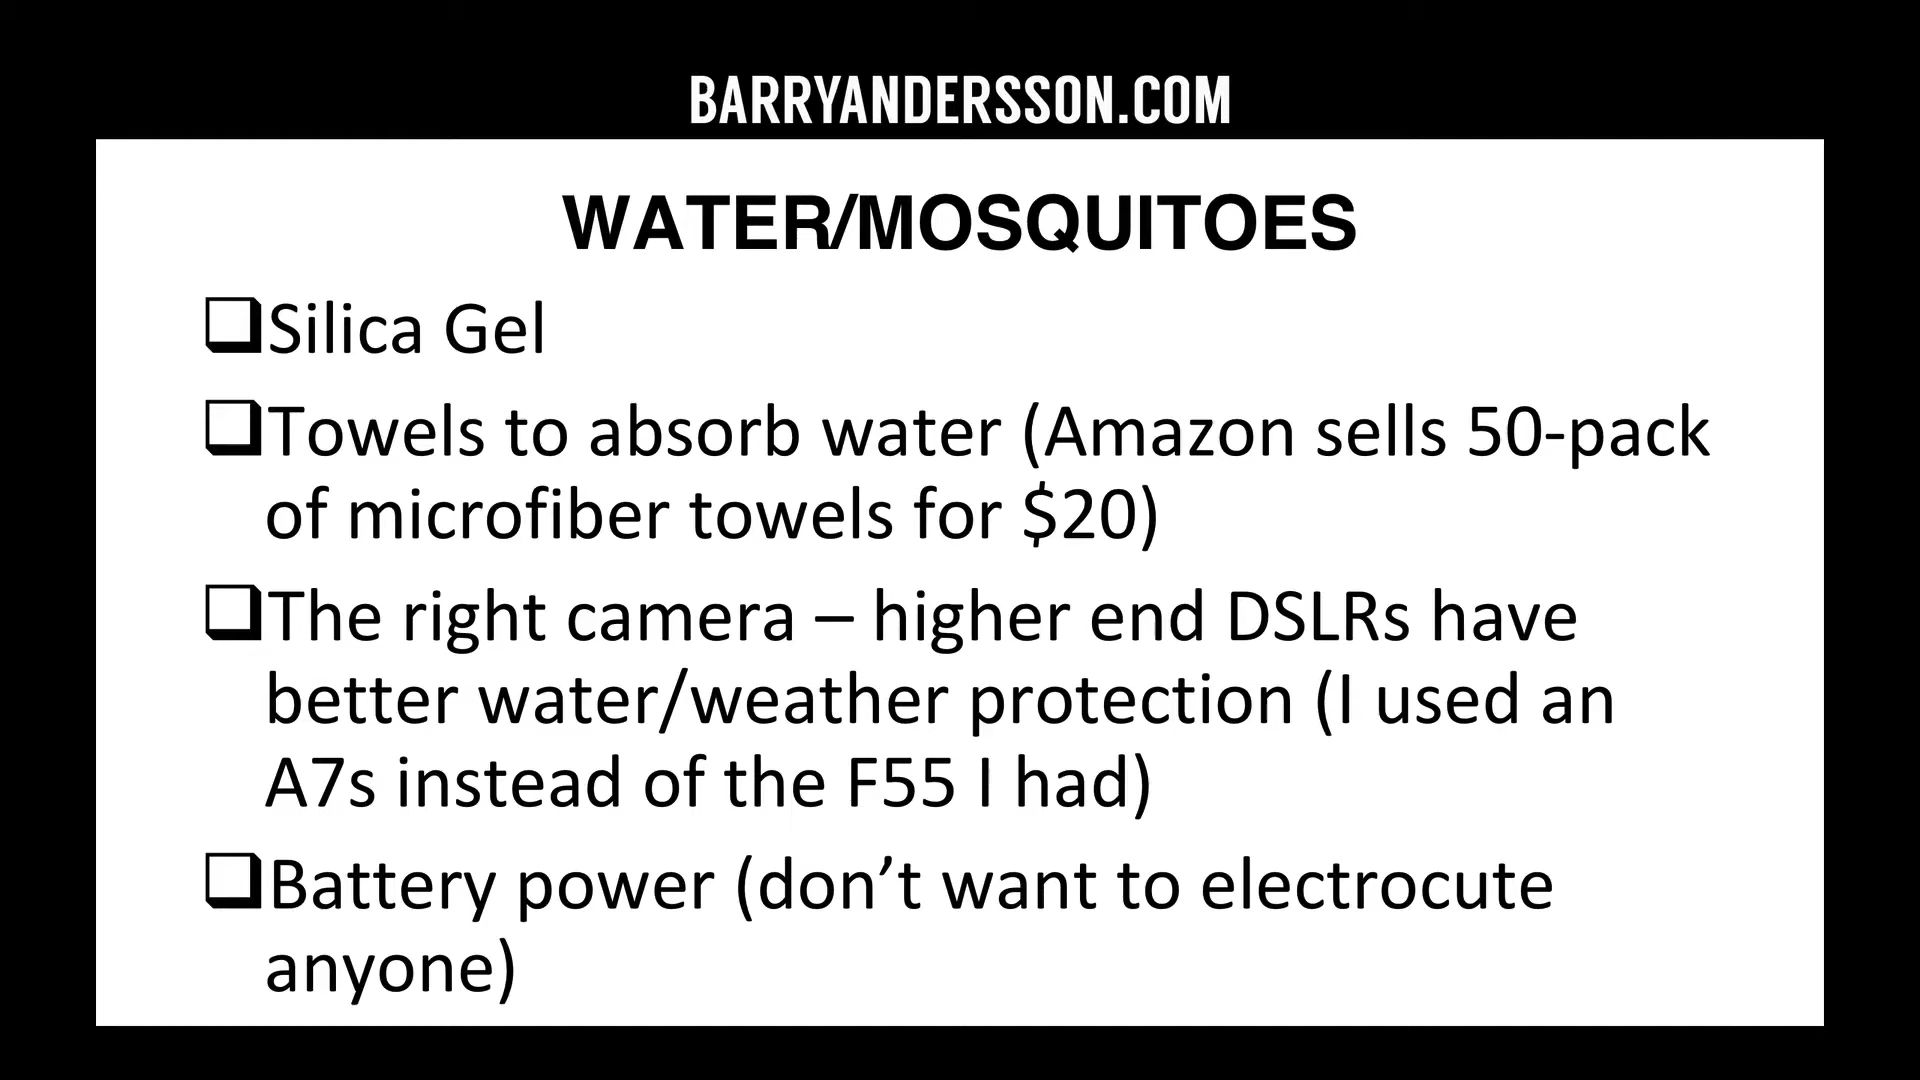 BARRYANDERSSON.COM
WATER/MOSQUITOES
❑Silica Gel
❑Towels to absorb water (Amazon sells 50-pack
of microfiber towels for $20)
❑The right camera – higher end DSLRs have
better water/weather protection (I used an
A7s instead of the F55 I had)
❑Battery power (don’t want to electrocute
anyone)